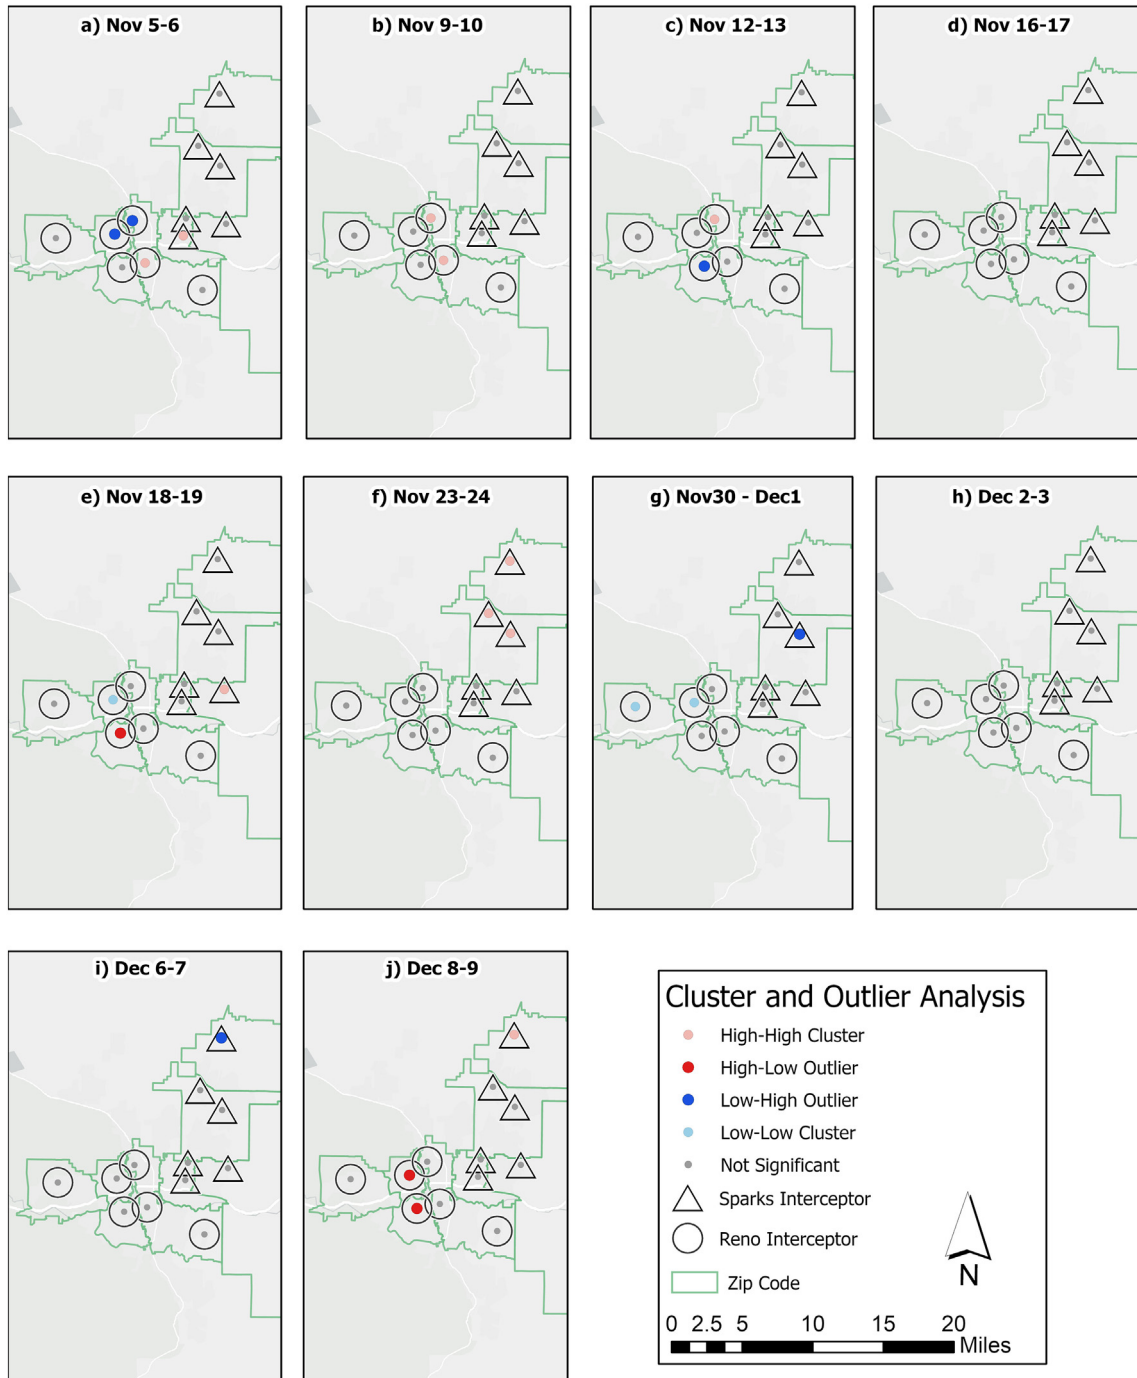 a) Nov 5-6
b) Nov 9-10
c) Nov 12-13
d) Nov 16-17
e) Nov 18-19
f) Nov 23-24
g) Nov30 - Dec1
h) Dec 2-3
i) Dec 6-7
j) Dec 8-9
Cluster and Outlier Analysis
High-High Cluster
High-Low Outlier
Low-High Outlier
Low-Low Cluster
Not Significant
Sparks Interceptor
Reno Interceptor
Zip Code
N
0 2.5 5 10 15 20
Miles